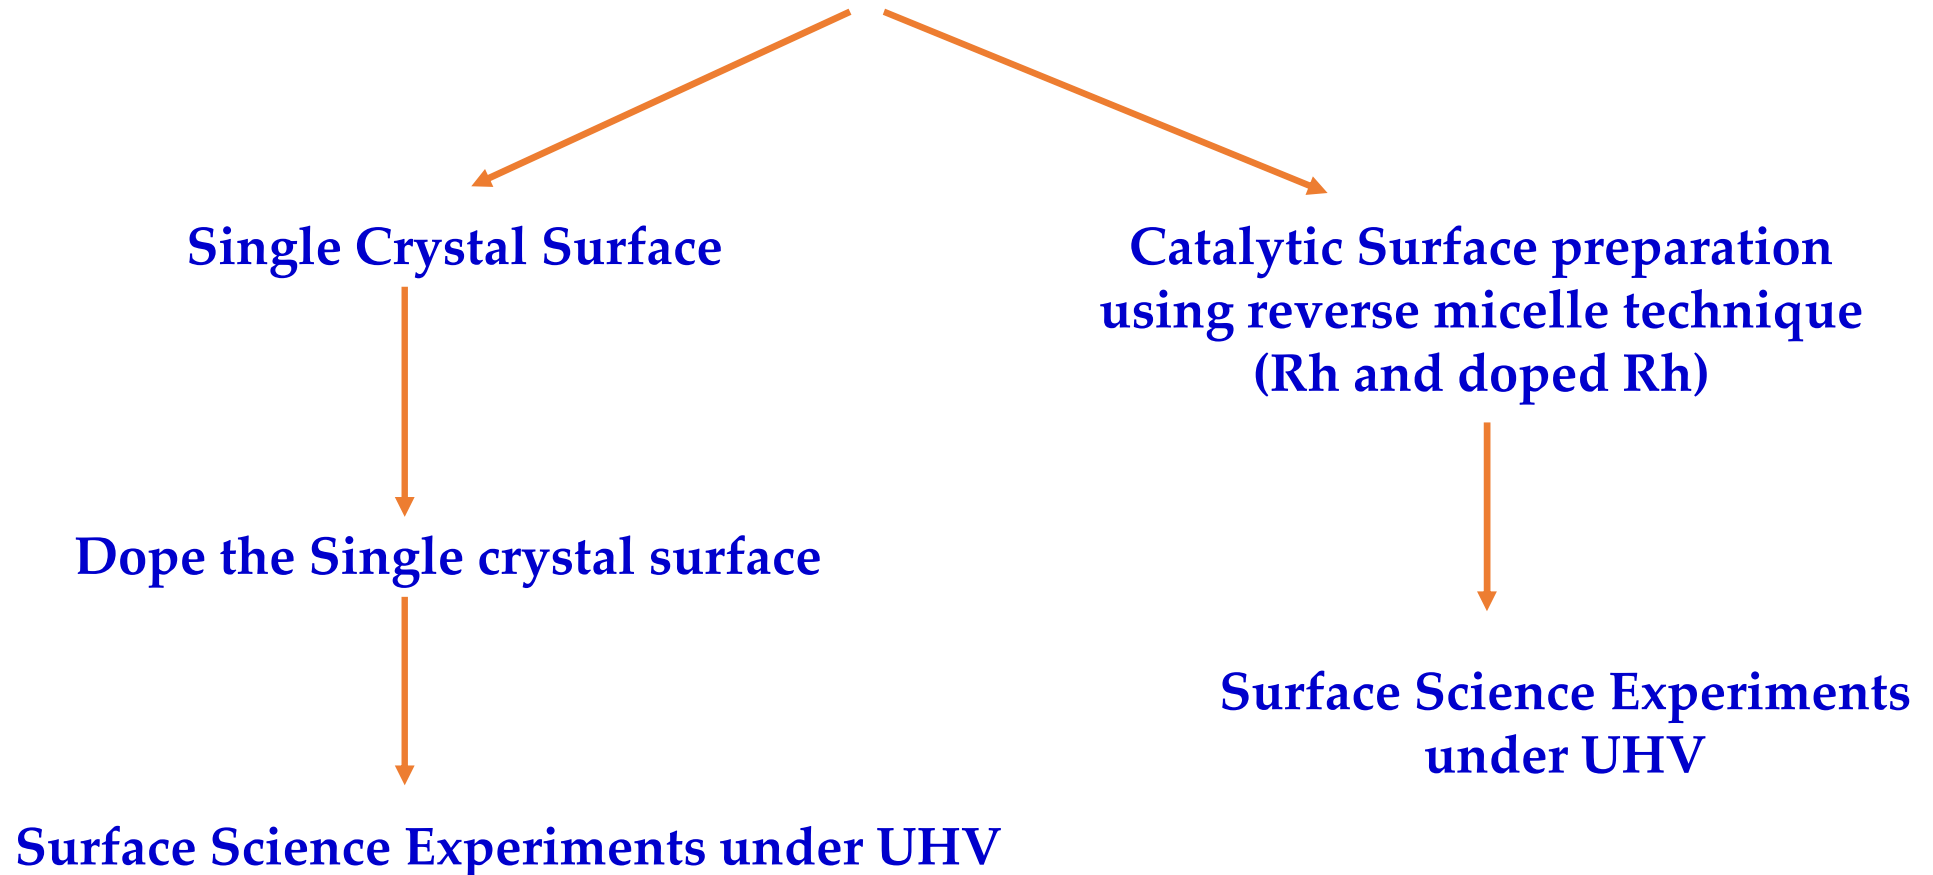 Single Crystal Surface
Catalytic Surface preparation
using reverse micelle technique
(Rh and doped Rh)
Dope the Single crystal surface
Surface Science Experiments
under UHV
Surface Science Experiments under UHV